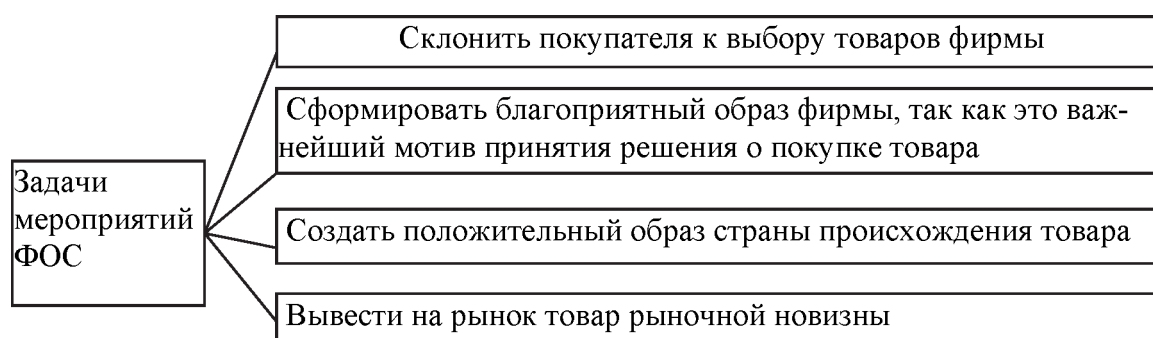 Задачи
мероприятий
ФОС
Склонить покупателя к выбору товаров фирмы
Сформировать благоприятный образ фирмы, так как это важ-
нейший мотив принятия решения о покупке товара
Создать положительный образ страны происхождения товара
Вывести на рынок товар рыночной новизны